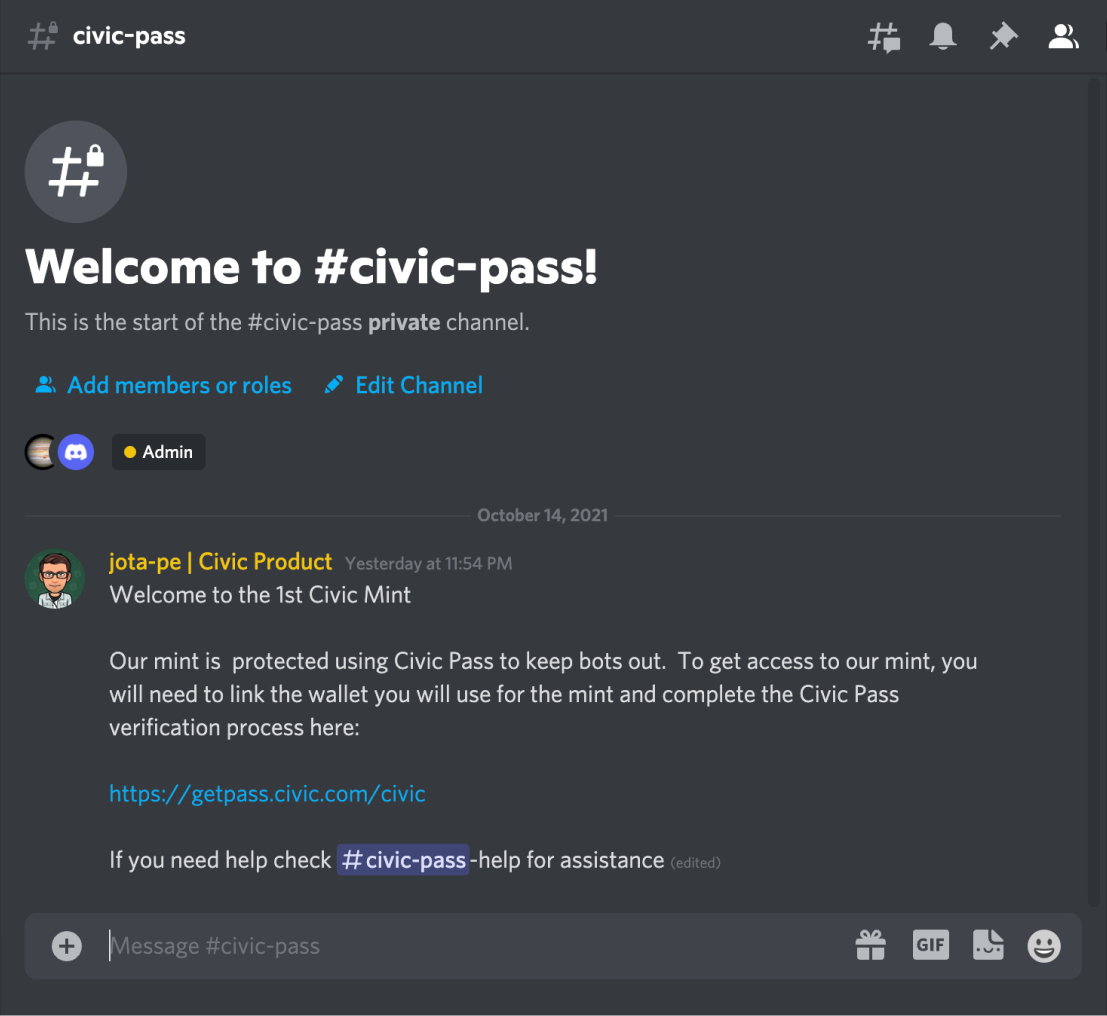 civic-pass
Welcome to #civic-pass!
This is the start of the #civic-pass private channel.
Add members or roles Edit Channel
Admin
October 14, 2021
jota-pe | Civic Product Yesterday at 11:54 PM
Welcome to the 1st Civic Mint
Our mint is  protected using Civic Pass to keep bots out.  To get access to our mint, you
will need to link the wallet you will use for the mint and complete the Civic Pass
verification process here:
https://getpass.civic.com/civic
If you need help check #civic-pass-help for assistance (edited)
Message #civic-pass GIF